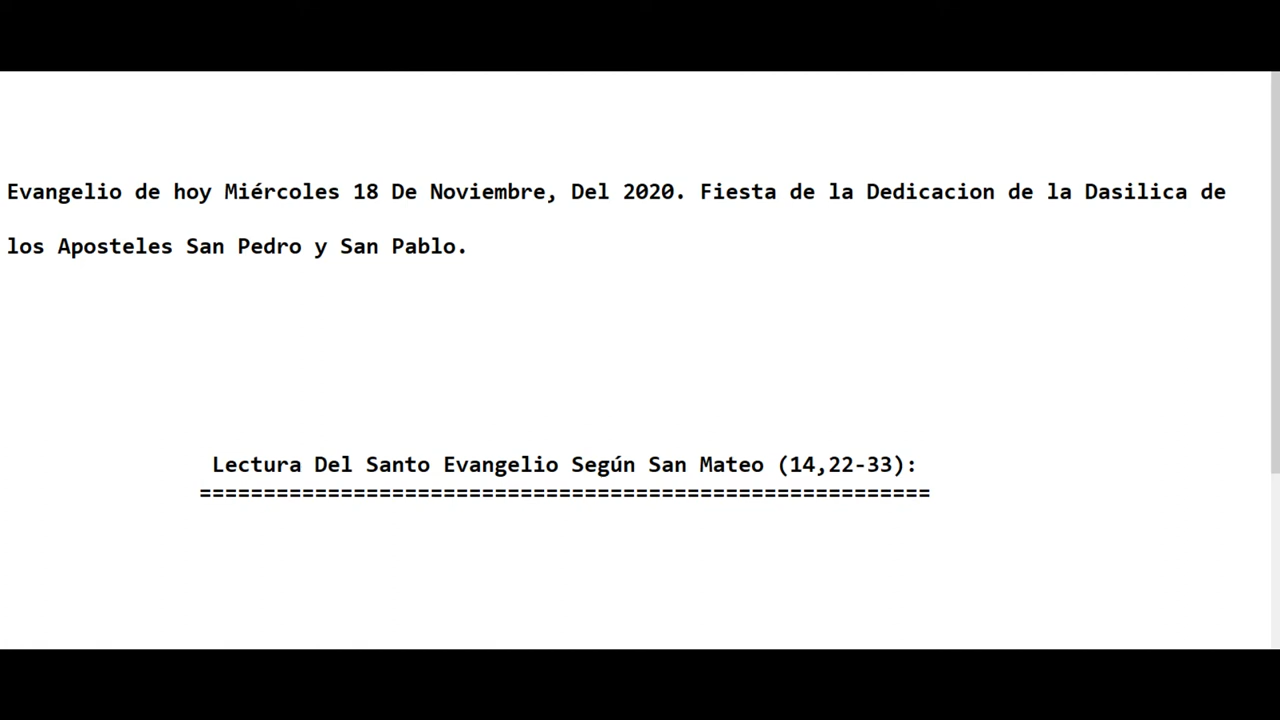 Evangelio de hoy Miércoles 18 De Noviembre, Del 2020. Fiesta de la Dedicacion de la Dasilica de
los Aposteles San Pedro y San Pablo.
Lectura Del Santo Evangelio Según San Mateo (14,22-33):
=========================================================